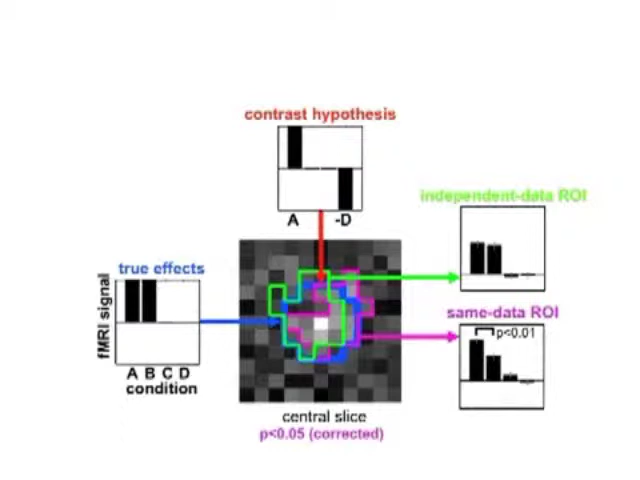 contrast hypothesis
A -D
independent-data ROI
true effects
fMRI signal
A B C D
condition
same-data ROI
p<0.01
central slice
p<0.05 (corrected)